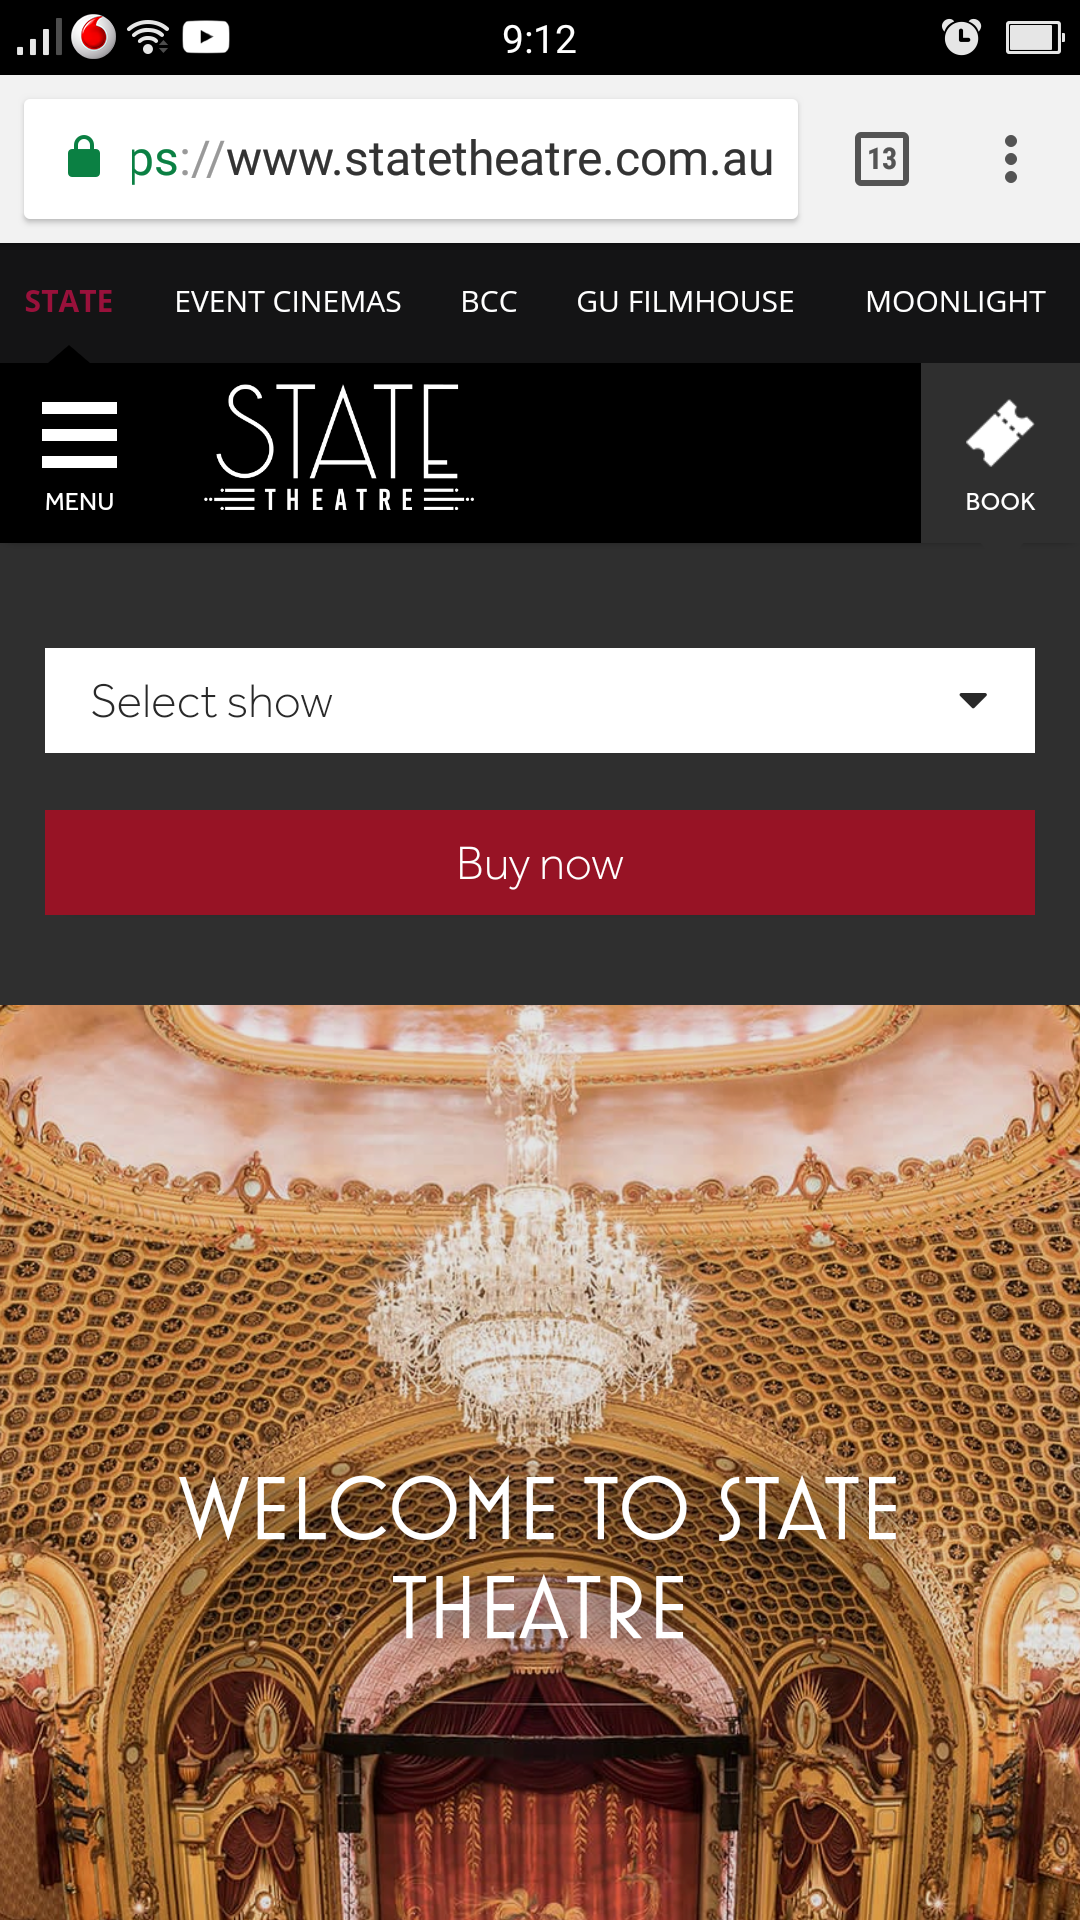 9:12
ps://www.statetheatre.com.au
13
STATE EVENT CINEMAS BCC GU FILMHOUSE MOONLIGHT
MENU
STATE
THEATRE
BOOK
Select show
Buy now
WELCOME TO STATE
THEATRE